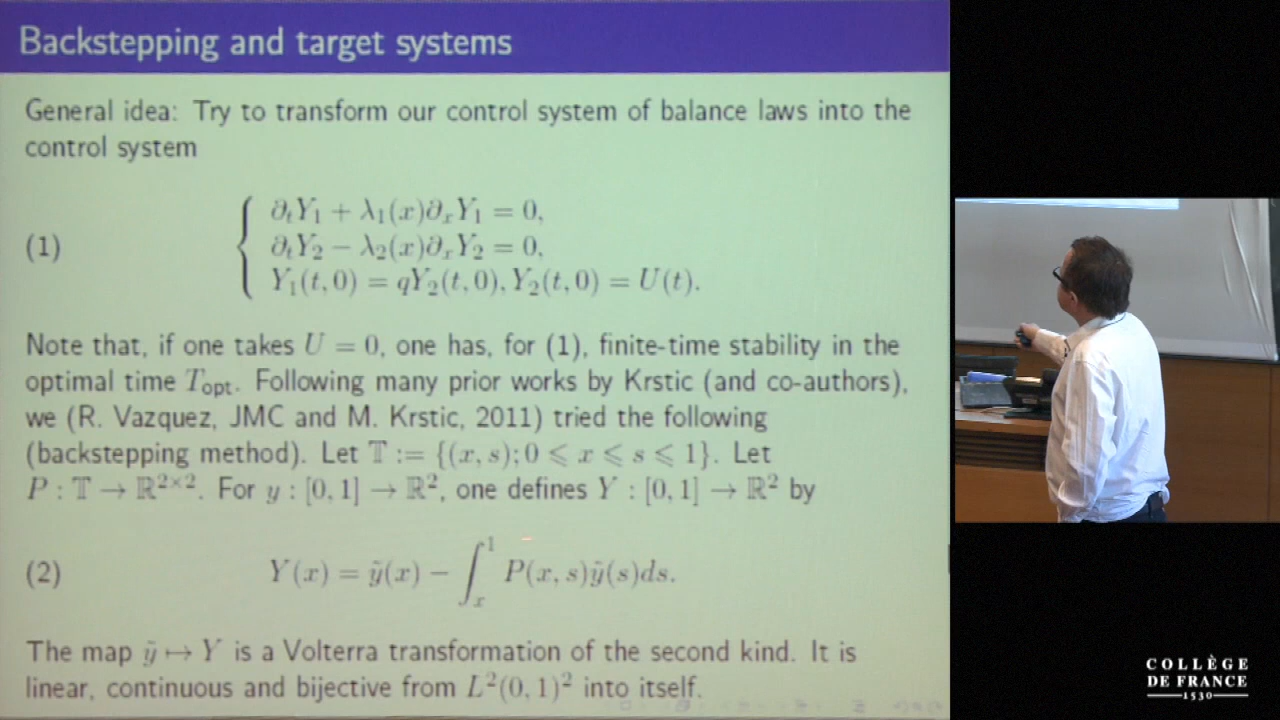 Backstepping and target systems
General idea: Try to transform our control system of balance laws into the
control system
(1) { ∂ₜY₁ + λ₁(x)∂ₓY₁ = 0,
∂ₜY₂ − λ₂(x)∂ₓY₂ = 0,
Y₁(t, 0) = qY₂(t, 0), Y₂(t, 0) = U(t).
Note that, if one takes U = 0, one has, for (1), finite-time stability in the
optimal time T_opt. Following many prior works by Krstic (and co-authors),
we (R. Vazquez, JMC and M. Krstic, 2011) tried the following
(backstepping method). Let 𝕋 := {(x, s); 0 ⩽ x ⩽ s ⩽ 1}. Let
P : 𝕋 → ℝ²ˣ². For y : [0, 1] → ℝ², one defines Y : [0, 1] → ℝ² by
(2) Y(x) = ỹ(x) − ∫ₓ¹ P(x, s)ỹ(s)ds.
The map ỹ ↦ Y is a Volterra transformation of the second kind. It is
linear, continuous and bijective from L²(0, 1)² into itself.
COLLÈGE
DE FRANCE
1530